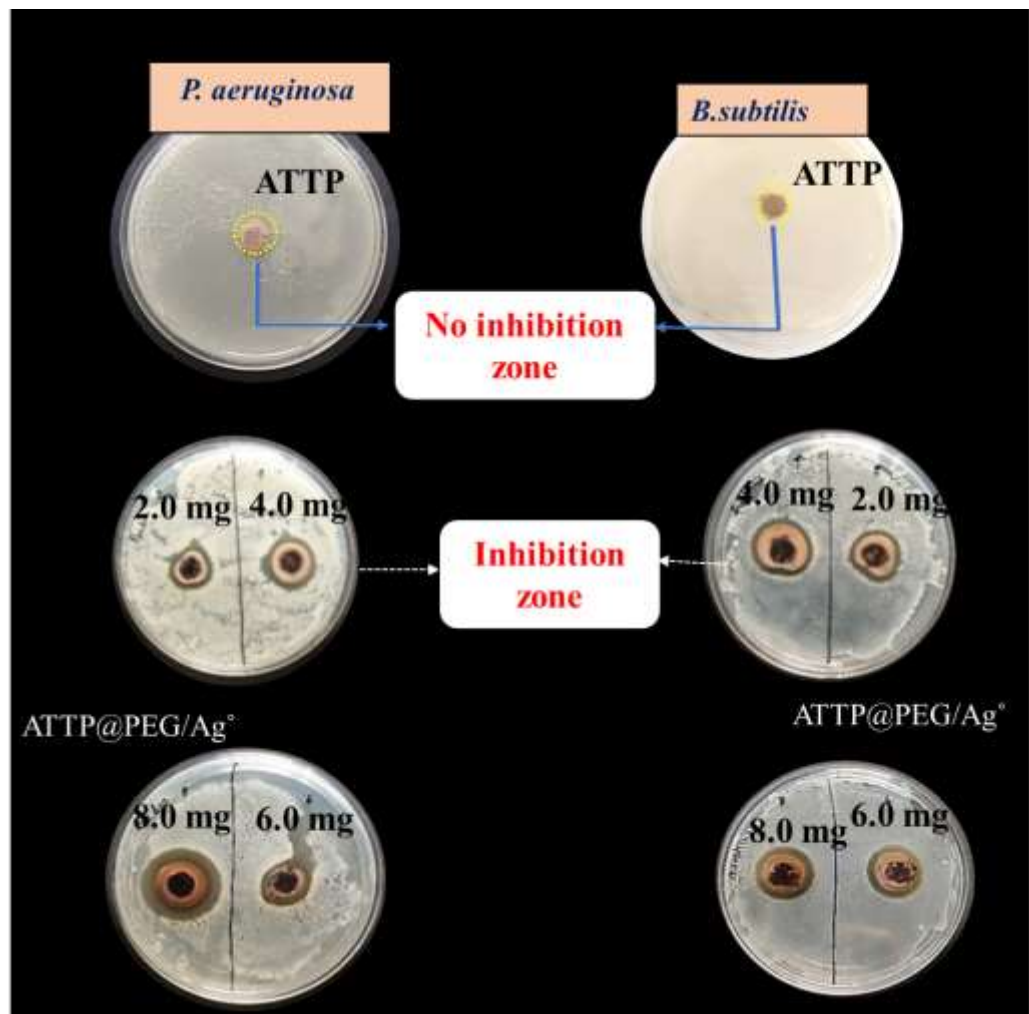 P. aeruginosa
B.subtilis
ATTP
ATTP
No inhibition
zone
2.0 mg
4.0 mg
4.0 mg
2.0 mg
Inhibition
zone
ATTP@PEG/Ag°
ATTP@PEG/Ag°
8.0 mg
6.0 mg
8.0 mg
6.0 mg